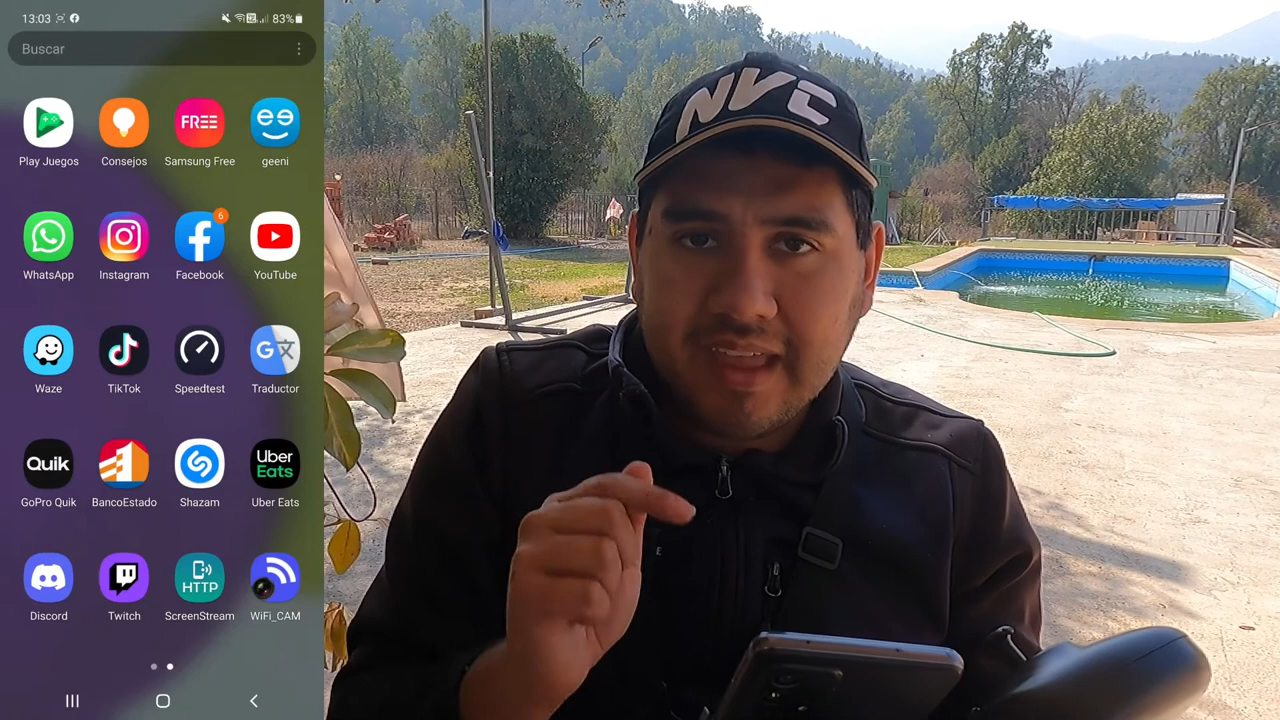 13:03
83%
Buscar
FREE
Play Juegos
Consejos
Samsung Free
geeni
6
WhatsApp
Instagram
Facebook
YouTube
G
Waze
TikTok
Speedtest
Traductor
Quik
Uber
Eats
GoPro Quik
BancoEstado
Shazam
Uber Eats
HTTP
Discord
Twitch
ScreenStream
WiFi_CAM
NVC